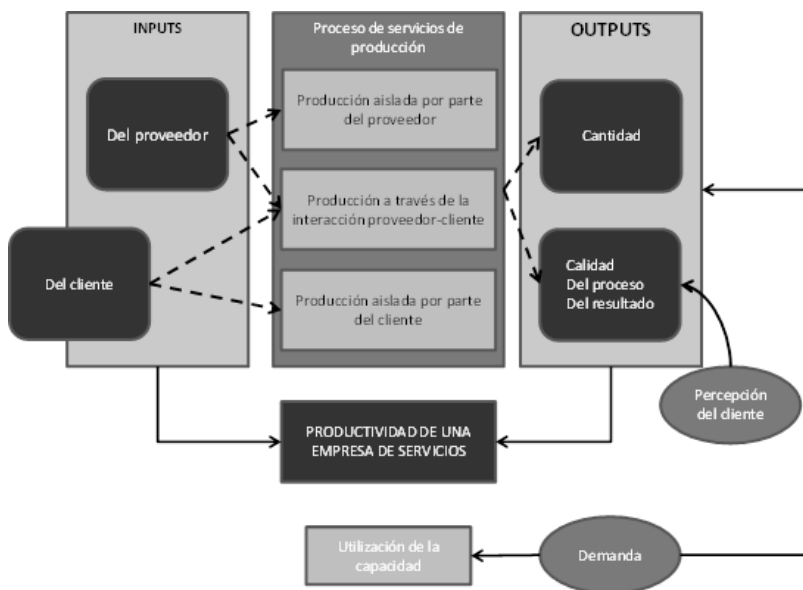 INPUTS
Proceso de servicios de
producción
OUTPUTS
Del proveedor
Producción aislada por parte
del proveedor
Cantidad
Producción a través de la
interacción proveedor-cliente
Del cliente
Producción aislada por parte
del cliente
Calidad
Del proceso
Del resultado
Percepción
del cliente
PRODUCTIVIDAD DE UNA
EMPRESA DE SERVICIOS
Utilización de la
capacidad
Demanda